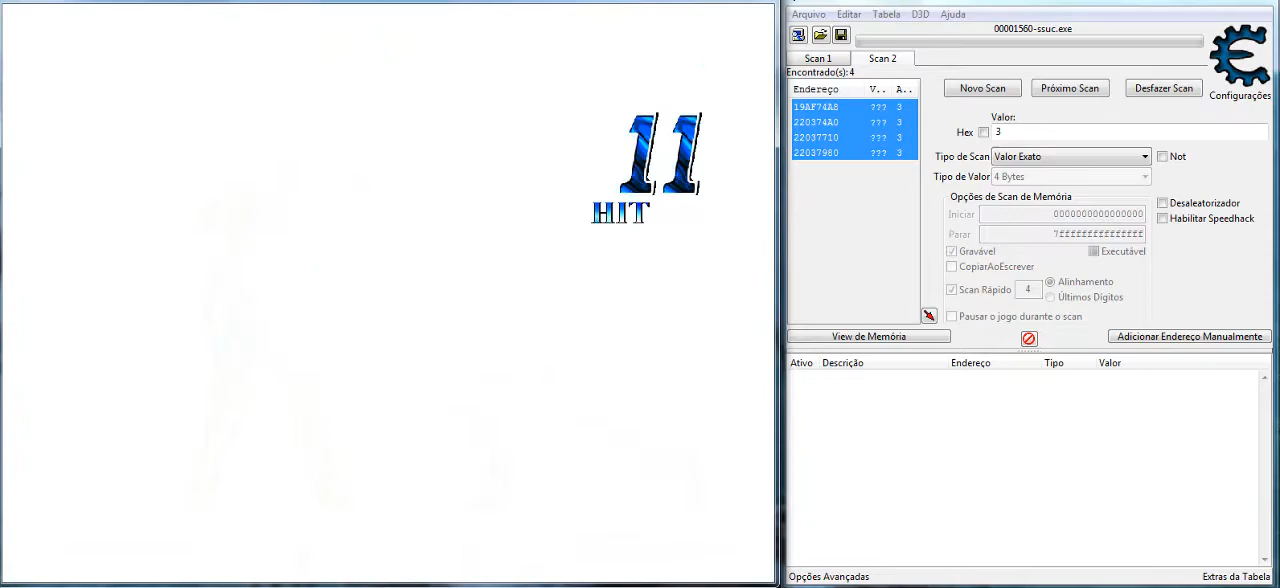 11
HIT
Arquivo Editar Tabela D3D Ajuda
00001560-ssuc.exe
Scan 1 Scan 2
Encontrado(s): 4
Endereço V.. A..
19AF74A8 ??? 3
220374A0 ??? 3
22037710 ??? 3
22037980 ??? 3
Novo Scan Próximo Scan Desfazer Scan
Configurações
Valor:
Hex 3
Tipo de Scan Valor Exato Not
Tipo de Valor 4 Bytes
Opções de Scan de Memória
Iniciar 0000000000000000
Parar 7fffffffffffffff
Gravável Executável
CopiarAoEscrever
Scan Rápido 4 Alinhamento
Últimos Dígitos
Pausar o jogo durante o scan
Desaleatorizador
Habilitar Speedhack
View de Memória Adicionar Endereço Manualmente
Ativo Descrição Endereço Tipo Valor
Opções Avançadas Extras da Tabela